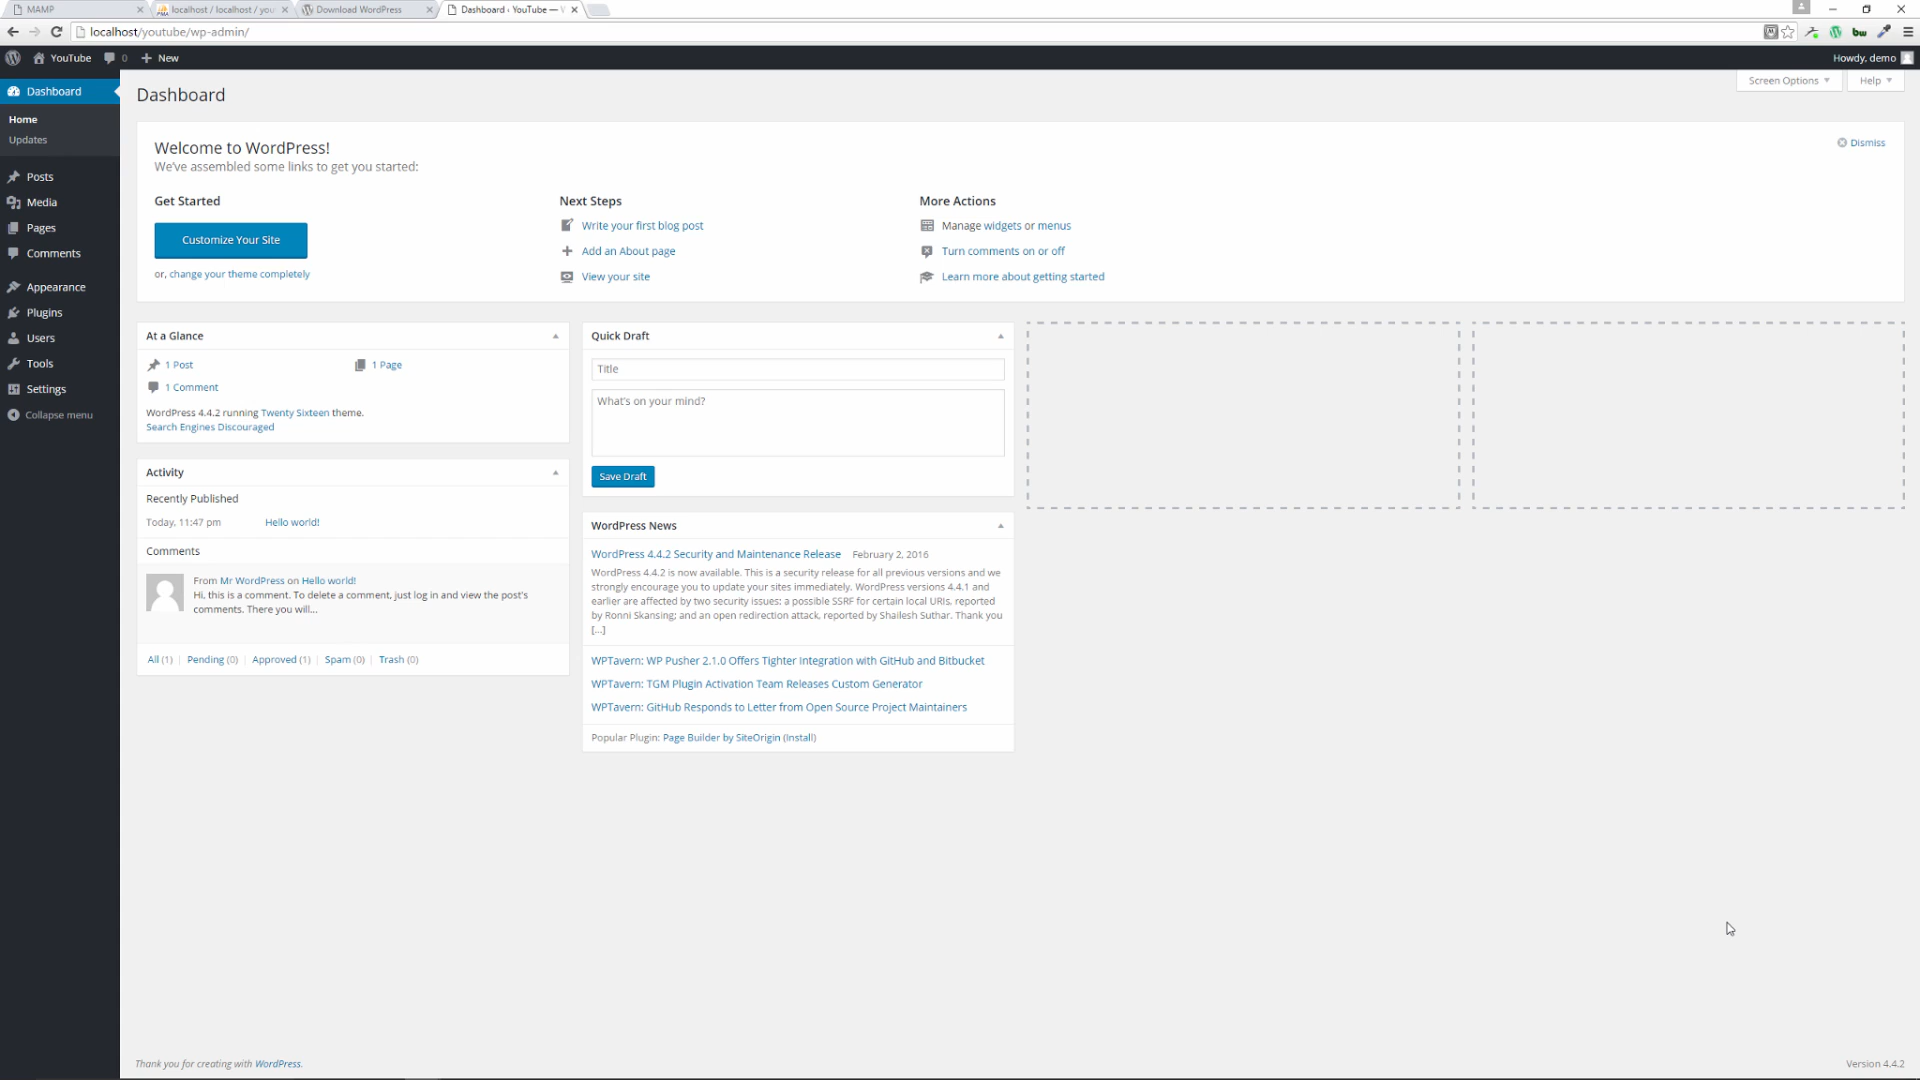 MAMP
localhost / localhost / you
Download WordPress
Dashboard ‹ YouTube —
localhost/youtube/wp-admin/
bw
YouTube
0
New
Howdy, demo
Dashboard
Home
Updates
Posts
Media
Pages
Comments
Appearance
Plugins
Users
Tools
Settings
Collapse menu
Dashboard
Screen Options
Help
Welcome to WordPress!
We've assembled some links to get you started:
Dismiss
Get Started
Customize Your Site
or, change your theme completely
Next Steps
Write your first blog post
Add an About page
View your site
More Actions
Manage widgets or menus
Turn comments on or off
Learn more about getting started
At a Glance
1 Post
1 Page
1 Comment
WordPress 4.4.2 running Twenty Sixteen theme.
Search Engines Discouraged
Activity
Recently Published
Today, 11:47 pm
Hello world!
Comments
From Mr WordPress on Hello world!
Hi, this is a comment. To delete a comment, just log in and view the post's
comments. There you will...
All (1) | Pending (0) | Approved (1) | Spam (0) | Trash (0)
Quick Draft
Title
What's on your mind?
Save Draft
WordPress News
WordPress 4.4.2 Security and Maintenance Release February 2, 2016
WordPress 4.4.2 is now available. This is a security release for all previous versions and we
strongly encourage you to update your sites immediately. WordPress versions 4.4.1 and
earlier are affected by two security issues: a possible SSRF for certain local URIs, reported
by Ronni Skansing; and an open redirection attack, reported by Shailesh Suthar. Thank you
[...]
WPTavern: WP Pusher 2.1.0 Offers Tighter Integration with GitHub and Bitbucket
WPTavern: TGM Plugin Activation Team Releases Custom Generator
WPTavern: GitHub Responds to Letter from Open Source Project Maintainers
Popular Plugin: Page Builder by SiteOrigin (Install)
Thank you for creating with WordPress.
Version 4.4.2